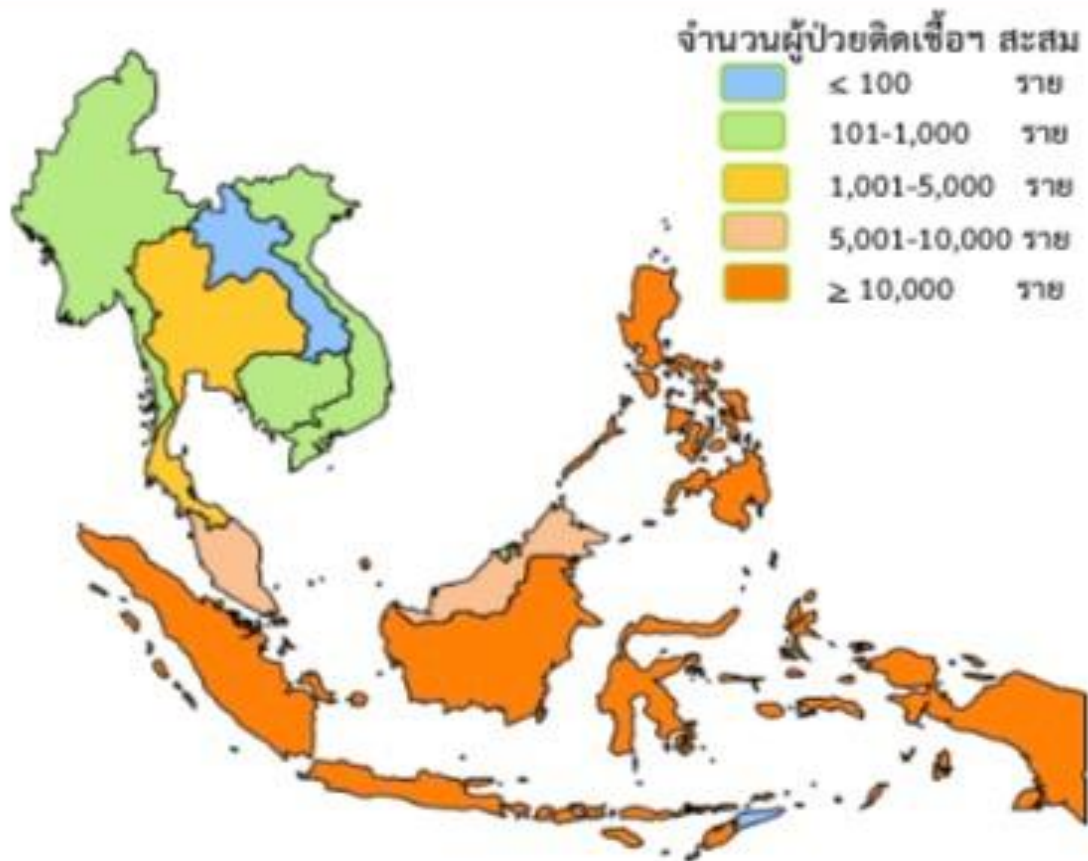 จำนวนผู้ป่วยติดเชื้อฯ สะสม
≤ 100 ราย
101-1,000 ราย
1,001-5,000 ราย
5,001-10,000 ราย
≥ 10,000 ราย